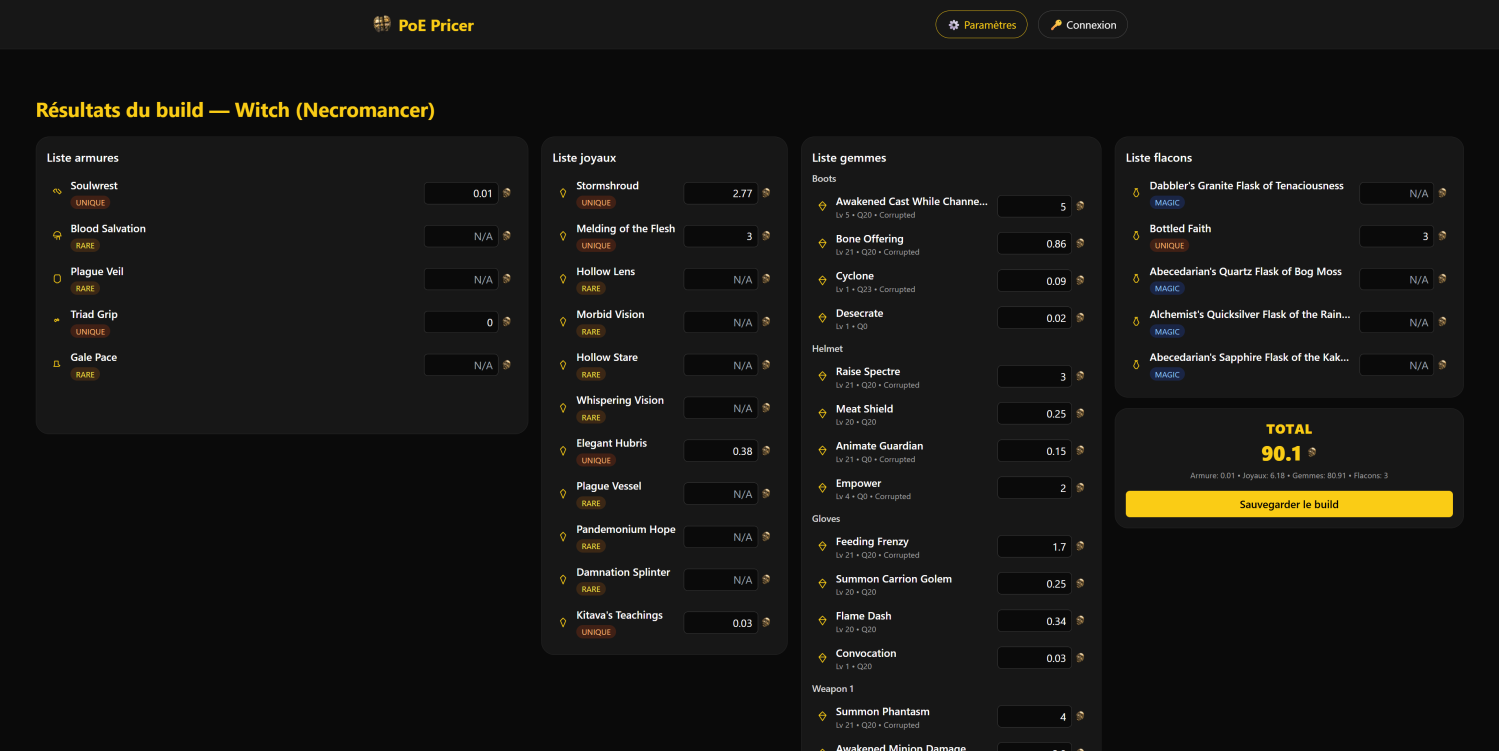 PoE Pricer
Paramètres
Connexion
Résultats du build — Witch (Necromancer)
Liste armures
Soulwrest
UNIQUE
0.01
Blood Salvation
RARE
N/A
Plague Veil
RARE
N/A
Triad Grip
UNIQUE
0
Gale Pace
RARE
N/A
Liste joyaux
Stormshroud
UNIQUE
2.77
Melding of the Flesh
UNIQUE
3
Hollow Lens
RARE
N/A
Morbid Vision
RARE
N/A
Hollow Stare
RARE
N/A
Whispering Vision
RARE
N/A
Elegant Hubris
UNIQUE
0.38
Plague Vessel
RARE
N/A
Pandemonium Hope
RARE
N/A
Damnation Splinter
RARE
N/A
Kitava's Teachings
UNIQUE
0.03
Liste gemmes
Boots
Awakened Cast While Channe...
Lv 5 • Q20 • Corrupted
5
Bone Offering
Lv 21 • Q20 • Corrupted
0.86
Cyclone
Lv 1 • Q23 • Corrupted
0.09
Desecrate
Lv 1 • Q0
0.02
Helmet
Raise Spectre
Lv 21 • Q20 • Corrupted
3
Meat Shield
Lv 20 • Q20
0.25
Animate Guardian
Lv 21 • Q0 • Corrupted
0.15
Empower
Lv 4 • Q0 • Corrupted
2
Gloves
Feeding Frenzy
Lv 21 • Q20 • Corrupted
1.7
Summon Carrion Golem
Lv 20 • Q20
0.25
Flame Dash
Lv 20 • Q20
0.34
Convocation
Lv 1 • Q20
0.03
Weapon 1
Summon Phantasm
Lv 21 • Q20 • Corrupted
4
Awakened Minion Damage
Liste flacons
Dabbler's Granite Flask of Tenaciousness
MAGIC
N/A
Bottled Faith
UNIQUE
3
Abecedarian's Quartz Flask of Bog Moss
MAGIC
N/A
Alchemist's Quicksilver Flask of the Rain...
MAGIC
N/A
Abecedarian's Sapphire Flask of the Kak...
MAGIC
N/A
TOTAL
90.1
Armure: 0.01 • Joyaux: 6.18 • Gemmes: 80.91 • Flacons: 3
Sauvegarder le build